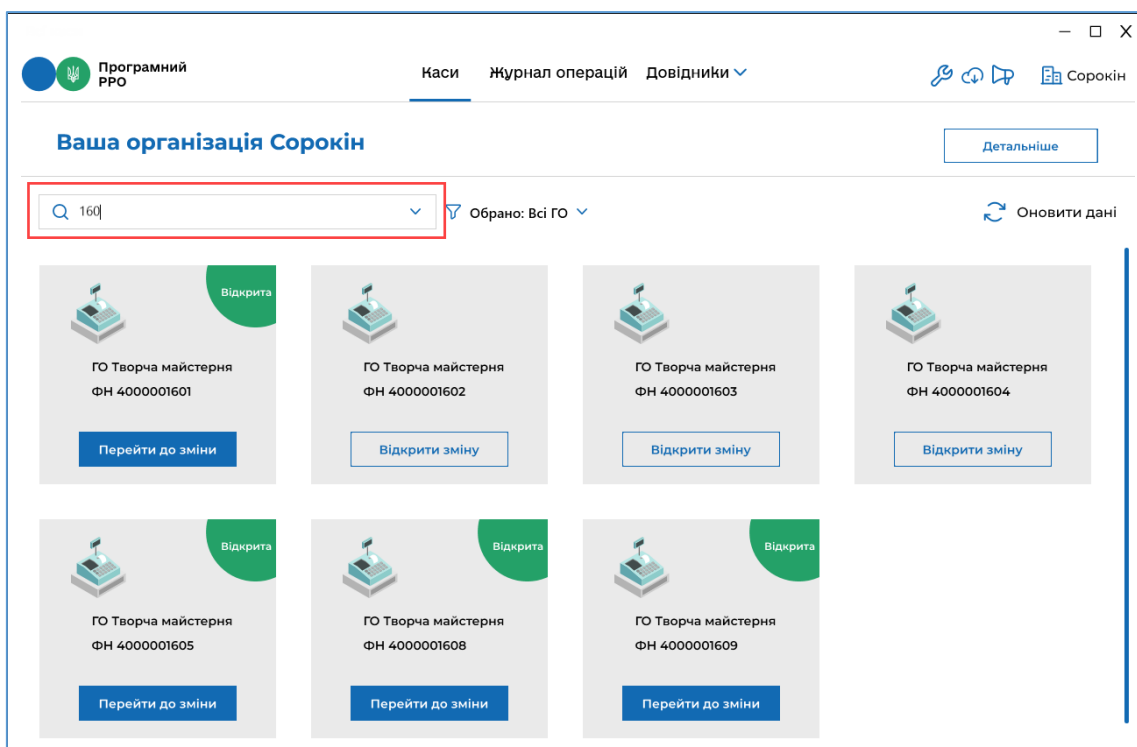 Програмний
РРО
Каси Журнал операцій Довідники
Сорокін
Ваша організація Сорокін
Детальніше
160
Обрано: Всі ГО
Оновити дані
Відкрита
ГО Творча майстерня
ФН 4000001601
Перейти до зміни
ГО Творча майстерня
ФН 4000001602
Відкрити зміну
ГО Творча майстерня
ФН 4000001603
Відкрити зміну
ГО Творча майстерня
ФН 4000001604
Відкрити зміну
Відкрита
ГО Творча майстерня
ФН 4000001605
Перейти до зміни
Відкрита
ГО Творча майстерня
ФН 4000001608
Перейти до зміни
Відкрита
ГО Творча майстерня
ФН 4000001609
Перейти до зміни